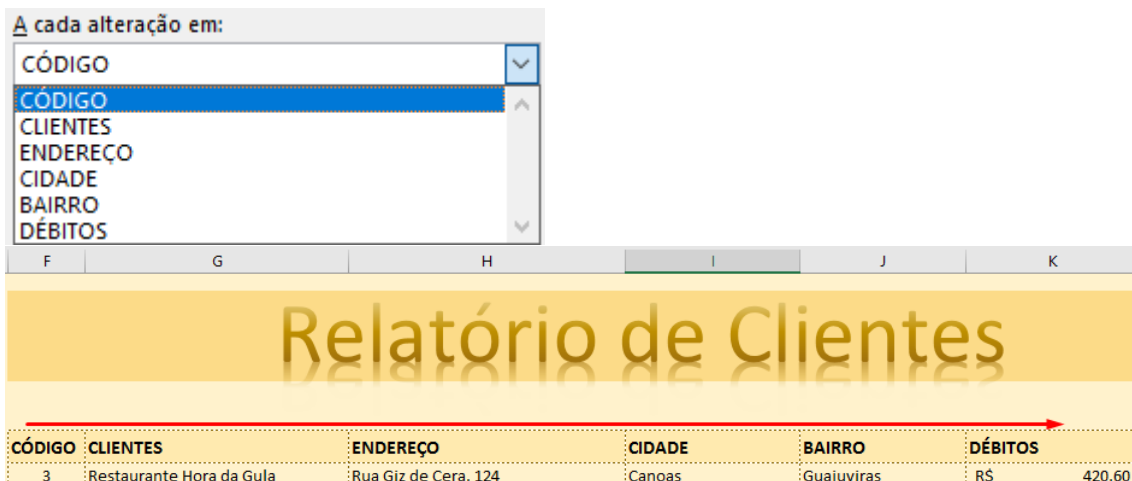 A cada alteração em:
CÓDIGO
CÓDIGO
CLIENTES
ENDEREÇO
CIDADE
BAIRRO
DÉBITOS
F G H I J K
Relatório de Clientes
CÓDIGO CLIENTES ENDEREÇO CIDADE BAIRRO DÉBITOS
3 Restaurante Hora da Gula Rua Giz de Cera, 124 Canoas Guajuviras R$ 420,60